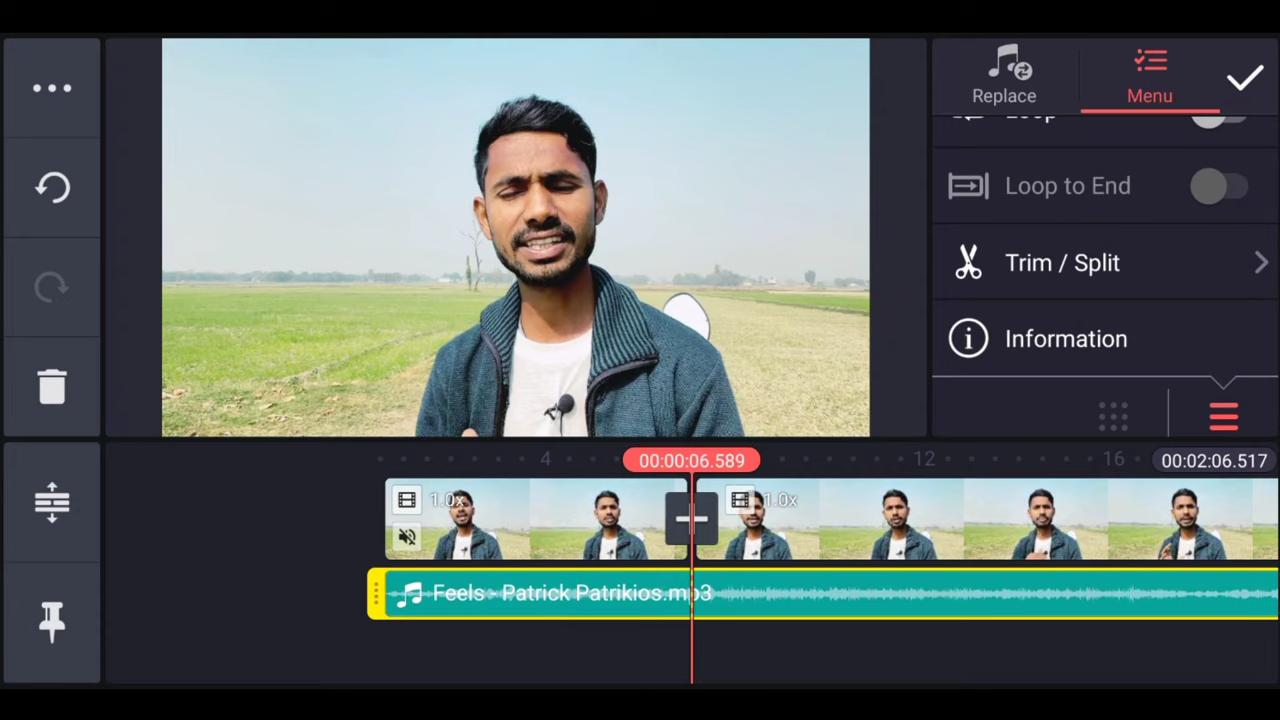 Replace
Menu
Loop
Loop to End
Trim / Split
Information
4
00:00:06.589
12
16
00:02:06.517
1.0x
1.0x
Feels - Patrick Patrikios.mp3